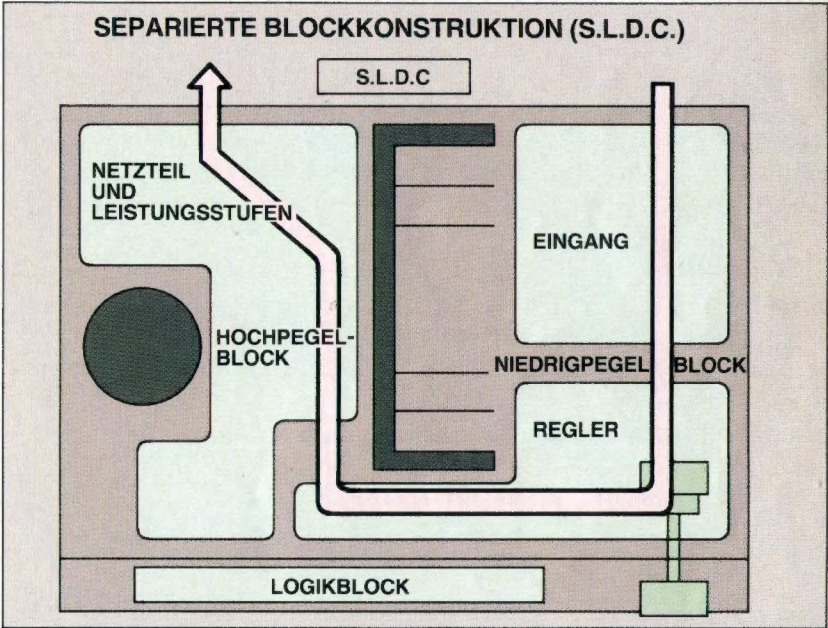 SEPARIERTE BLOCKKONSTRUKTION (S.L.D.C.)
S.L.D.C
NETZTEIL
UND
LEISTUNGSSTUFEN
EINGANG
HOCHPEGEL-
BLOCK
NIEDRIGPEGEL BLOCK
REGLER
LOGIKBLOCK